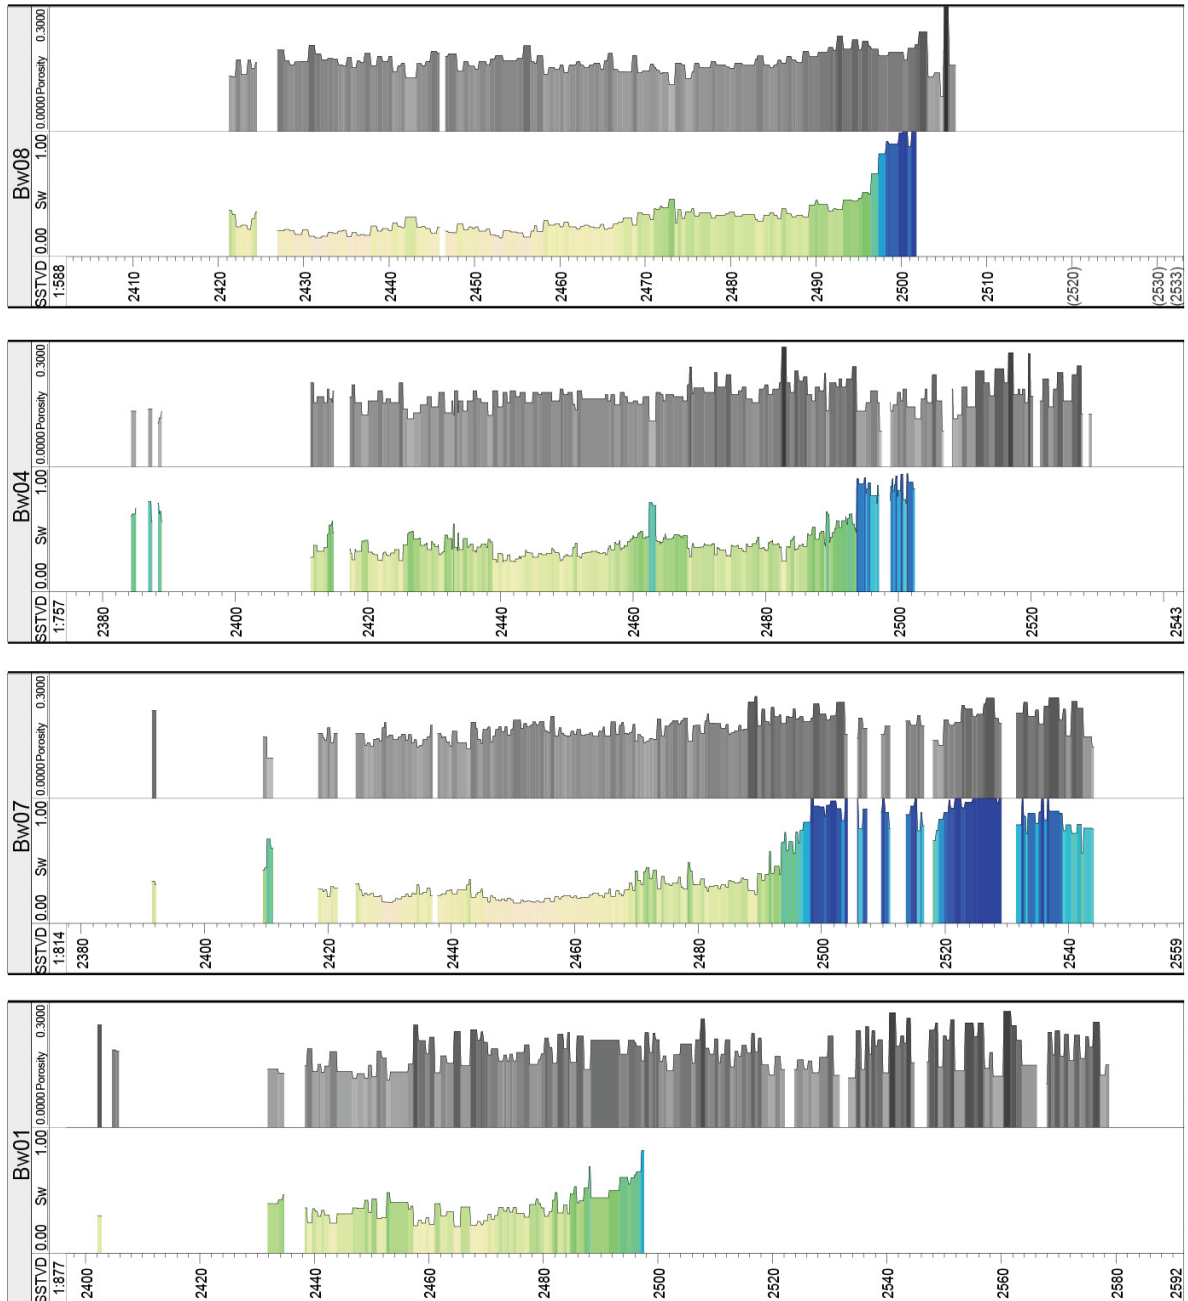 Bw08
SSTVD 0.00 Sw 1.00 0.0000 Porosity 0.3000
1:588
2410 2420 2430 2440 2450 2460 2470 2480 2490 2500 2510 (2520) (2530) (2533)
Bw04
SSTVD 0.00 Sw 1.00 0.0000 Porosity 0.3000
1:757
2380 2400 2420 2440 2460 2480 2500 2520 2543
Bw07
SSTVD 0.00 Sw 1.00 0.0000 Porosity 0.3000
1:814
2380 2400 2420 2440 2460 2480 2500 2520 2540 2559
Bw01
SSTVD 0.00 Sw 1.00 0.0000 Porosity 0.3000
1:877
2400 2420 2440 2460 2480 2500 2520 2540 2560 2580 2592